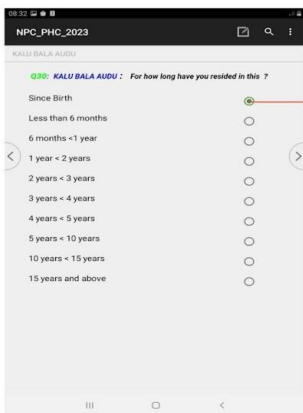 08:32
NPC_PHC_2023
KALU BALA AUDU
Q30: KALU BALA AUDU : For how long have you resided in this ?
Since Birth
Less than 6 months
6 months <1 year
1 year < 2 years
2 years < 3 years
3 years < 4 years
4 years < 5 years
5 years < 10 years
10 years < 15 years
15 years and above